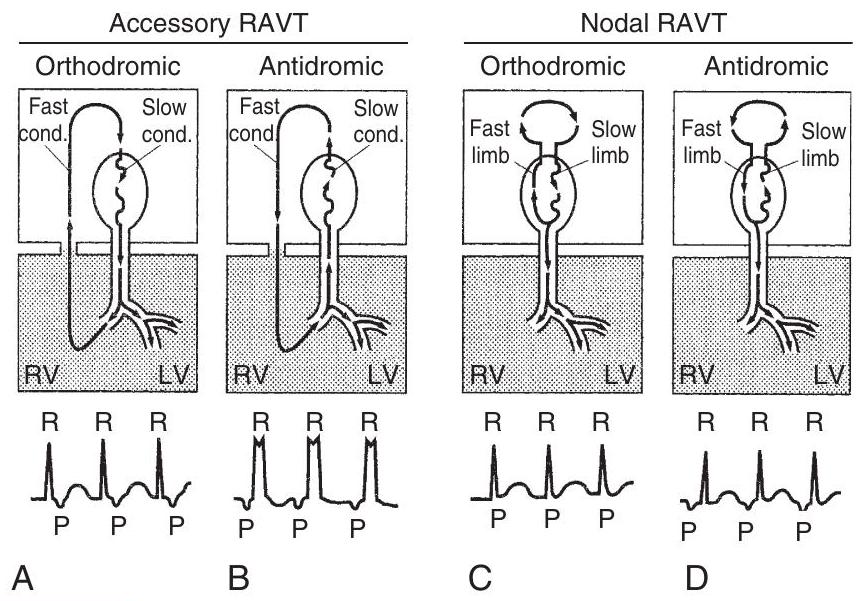 Accessory RAVT
Nodal RAVT
Orthodromic
Antidromic
Orthodromic
Antidromic
Fast
cond.
Slow
cond.
Fast
cond.
Slow
cond.
Fast
limb
Slow
limb
Fast
limb
Slow
limb
RV LV
RV LV
RV LV
RV LV
R R R
R R R
R R R
R R R
P P P
P P P
P P P
P P P
A
B
C
D